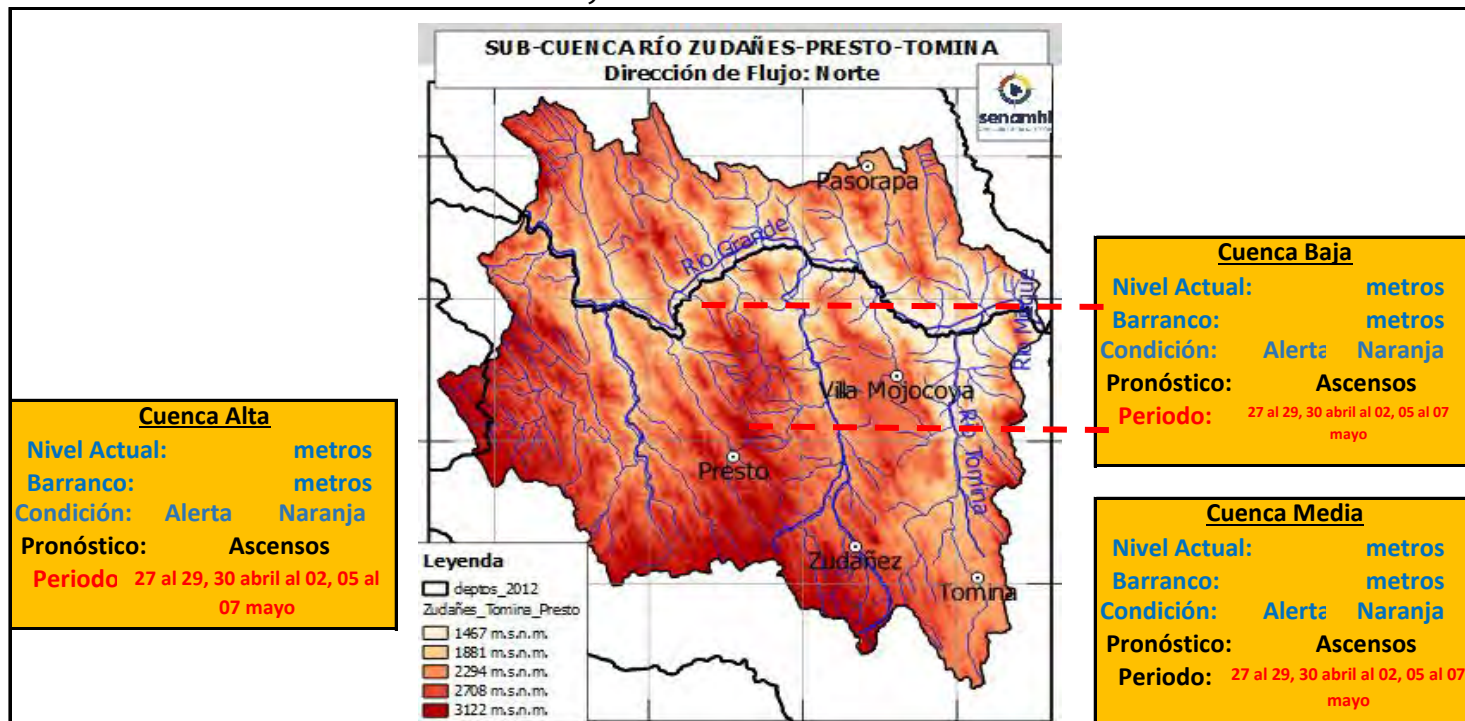 SUB-CUENCA RÍO ZUDAÑES-PRESTO-TOMINA
Dirección de Flujo: Norte
senamhi
Pasorapa
Río Grande
Río Mizque
Villa Mojocoya
Río Tomina
Presto
Zudáñez
Tomina
Leyenda
deptos_2012
Zudañes_Tomina_Presto
1467 m.s.n.m.
1881 m.s.n.m.
2294 m.s.n.m.
2708 m.s.n.m.
3122 m.s.n.m.
Cuenca Alta
Nivel Actual: metros
Barranco: metros
Condición: Alerta Naranja
Pronóstico: Ascensos
Periodo 27 al 29, 30 abril al 02, 05 al
07 mayo
Cuenca Baja
Nivel Actual: metros
Barranco: metros
Condición: Alerta Naranja
Pronóstico: Ascensos
Periodo: 27 al 29, 30 abril al 02, 05 al 07
mayo
Cuenca Media
Nivel Actual: metros
Barranco: metros
Condición: Alerta Naranja
Pronóstico: Ascensos
Periodo: 27 al 29, 30 abril al 02, 05 al 07
mayo